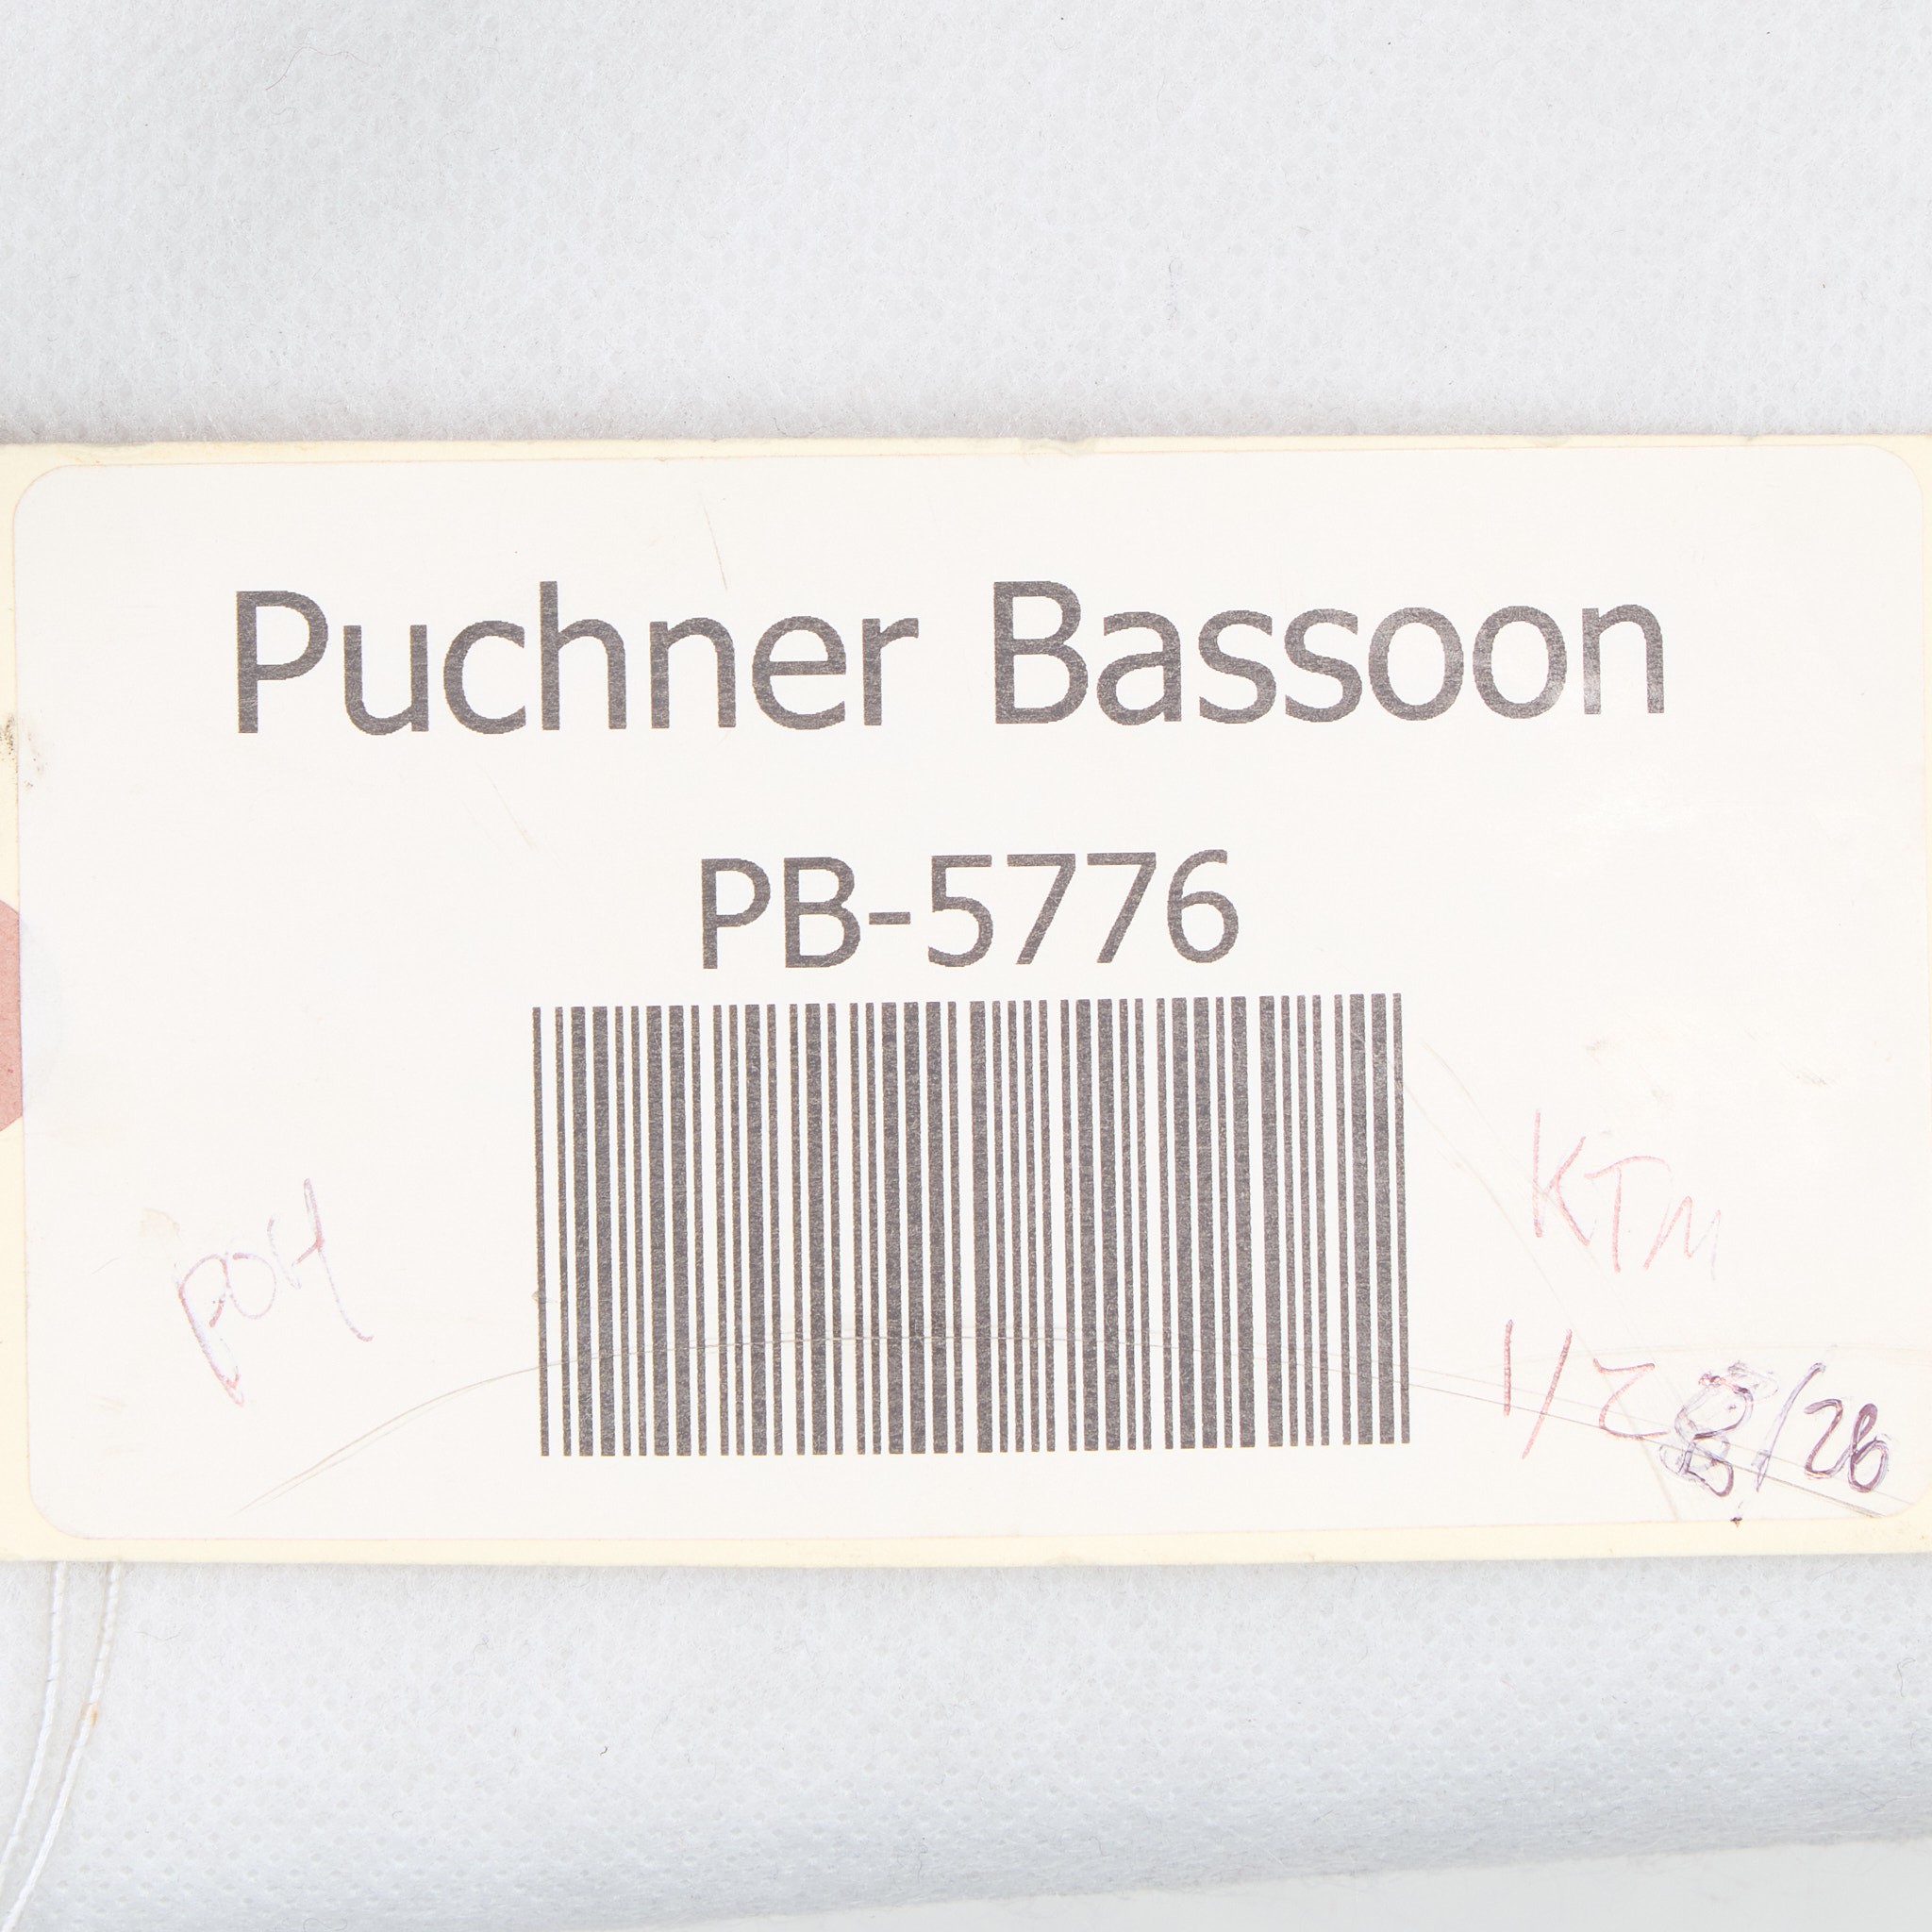 Puchner Bassoon
PB-5776
KTM